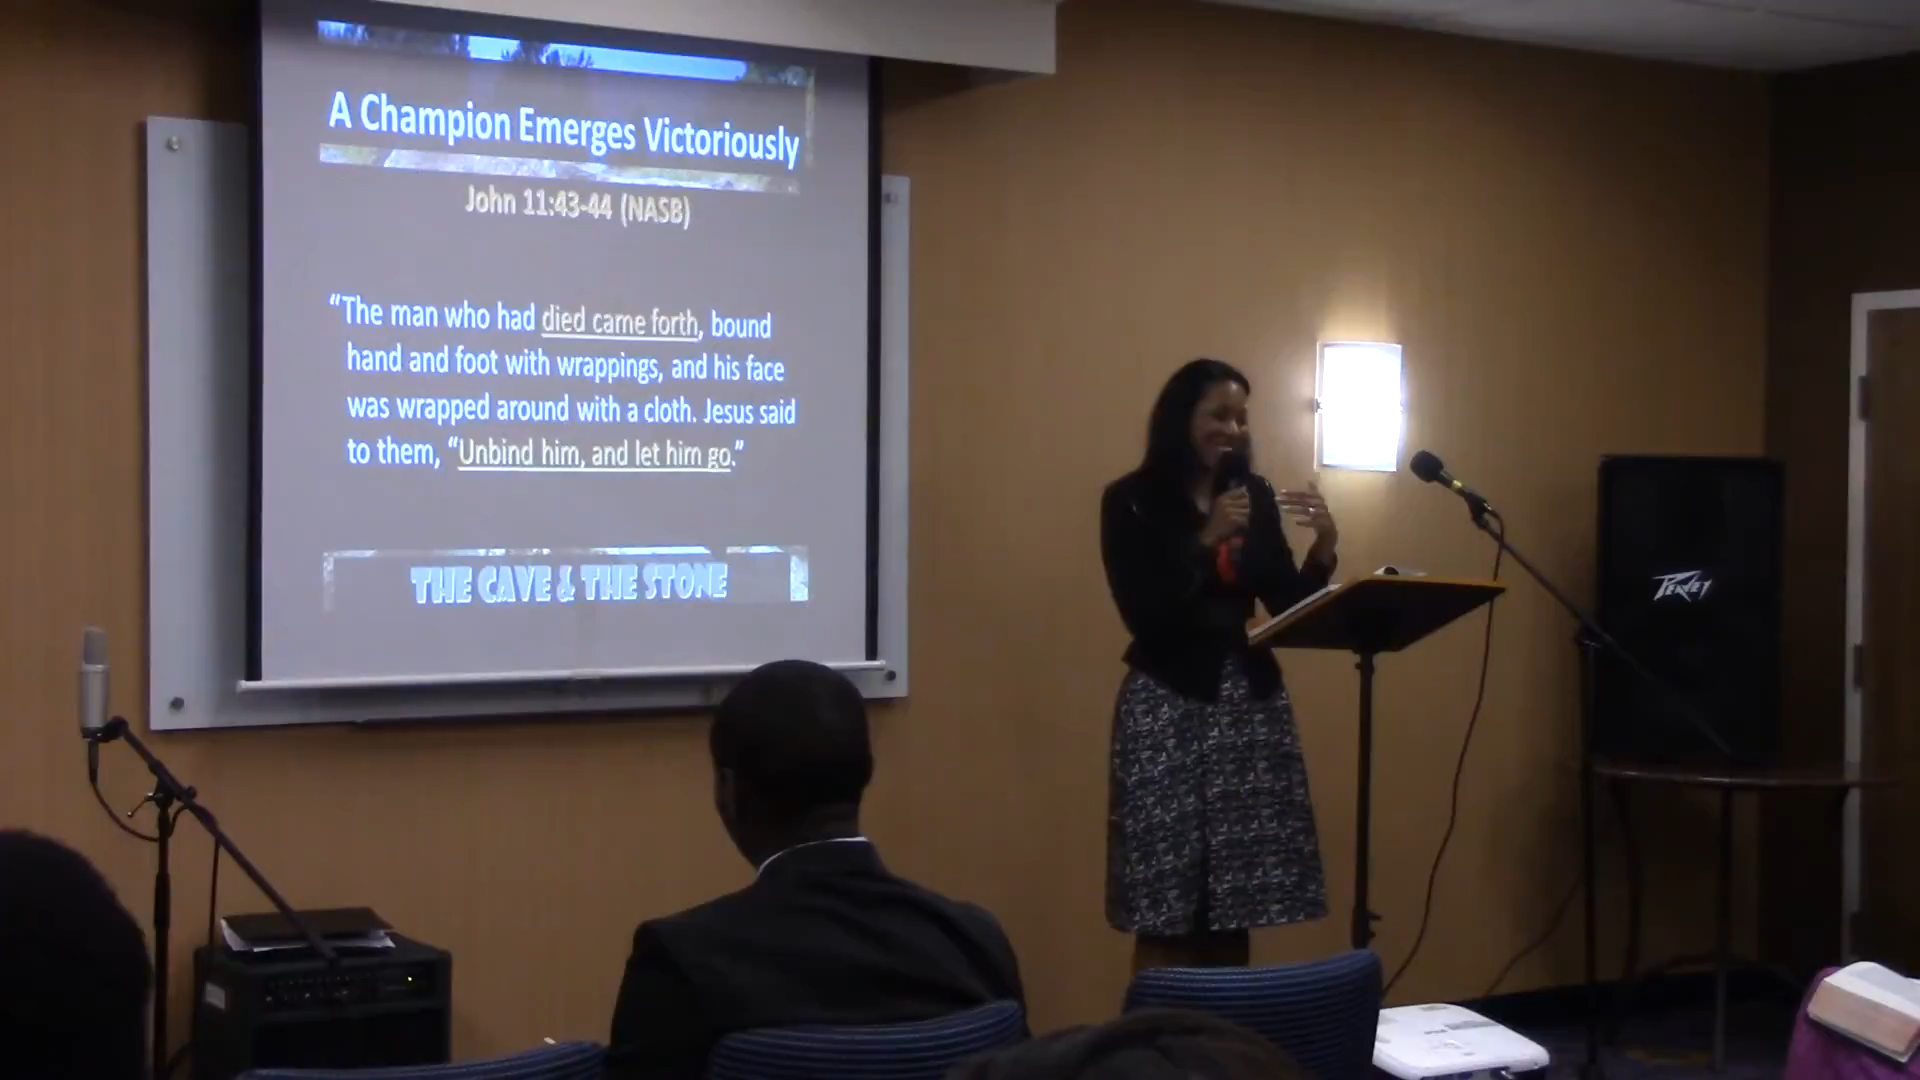 A Champion Emerges Victoriously
John 11:43-44 (NASB)
“The man who had died came forth, bound
hand and foot with wrappings, and his face
was wrapped around with a cloth. Jesus said
to them, “Unbind him, and let him go.”
THE CAVE & THE STONE
PEAVEY